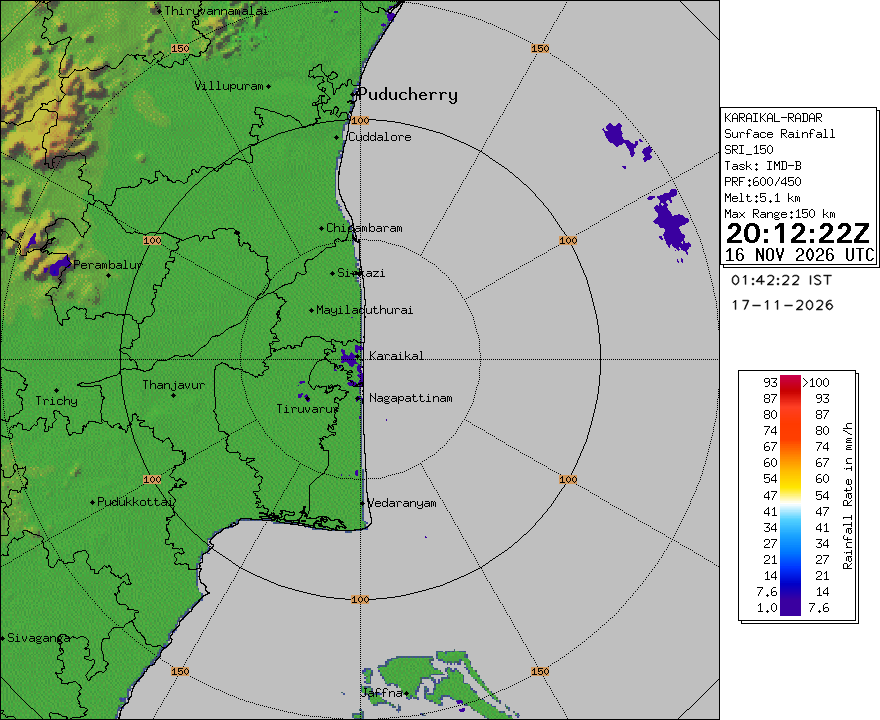 Thiruvannamalai
150
150
Villupuram
Puducherry
100
Cuddalore
Chidambaram
100
100
Perambalur
Sirkazi
Mayiladuthurai
Karaikal
Thanjavur
Trichy
Nagapattinam
Tiruvarur
100
100
Pudukkottai
Vedaranyam
100
Sivaganga
150
150
Jaffna
KARAIKAL-RADAR
Surface Rainfall
SRI_150
Task: IMD-B
PRF:600/450
Melt:5.1 km
Max Range:150 km
20:12:22Z
16 NOV 2026 UTC
01:42:22 IST
17-11-2026
93 >100
87 93
80 87
74 80
67 74
60 67
54 60
47 54
41 47
34 41
27 34
21 27
14 21
7.6 14
1.0 7.6
Rainfall Rate in mm/h